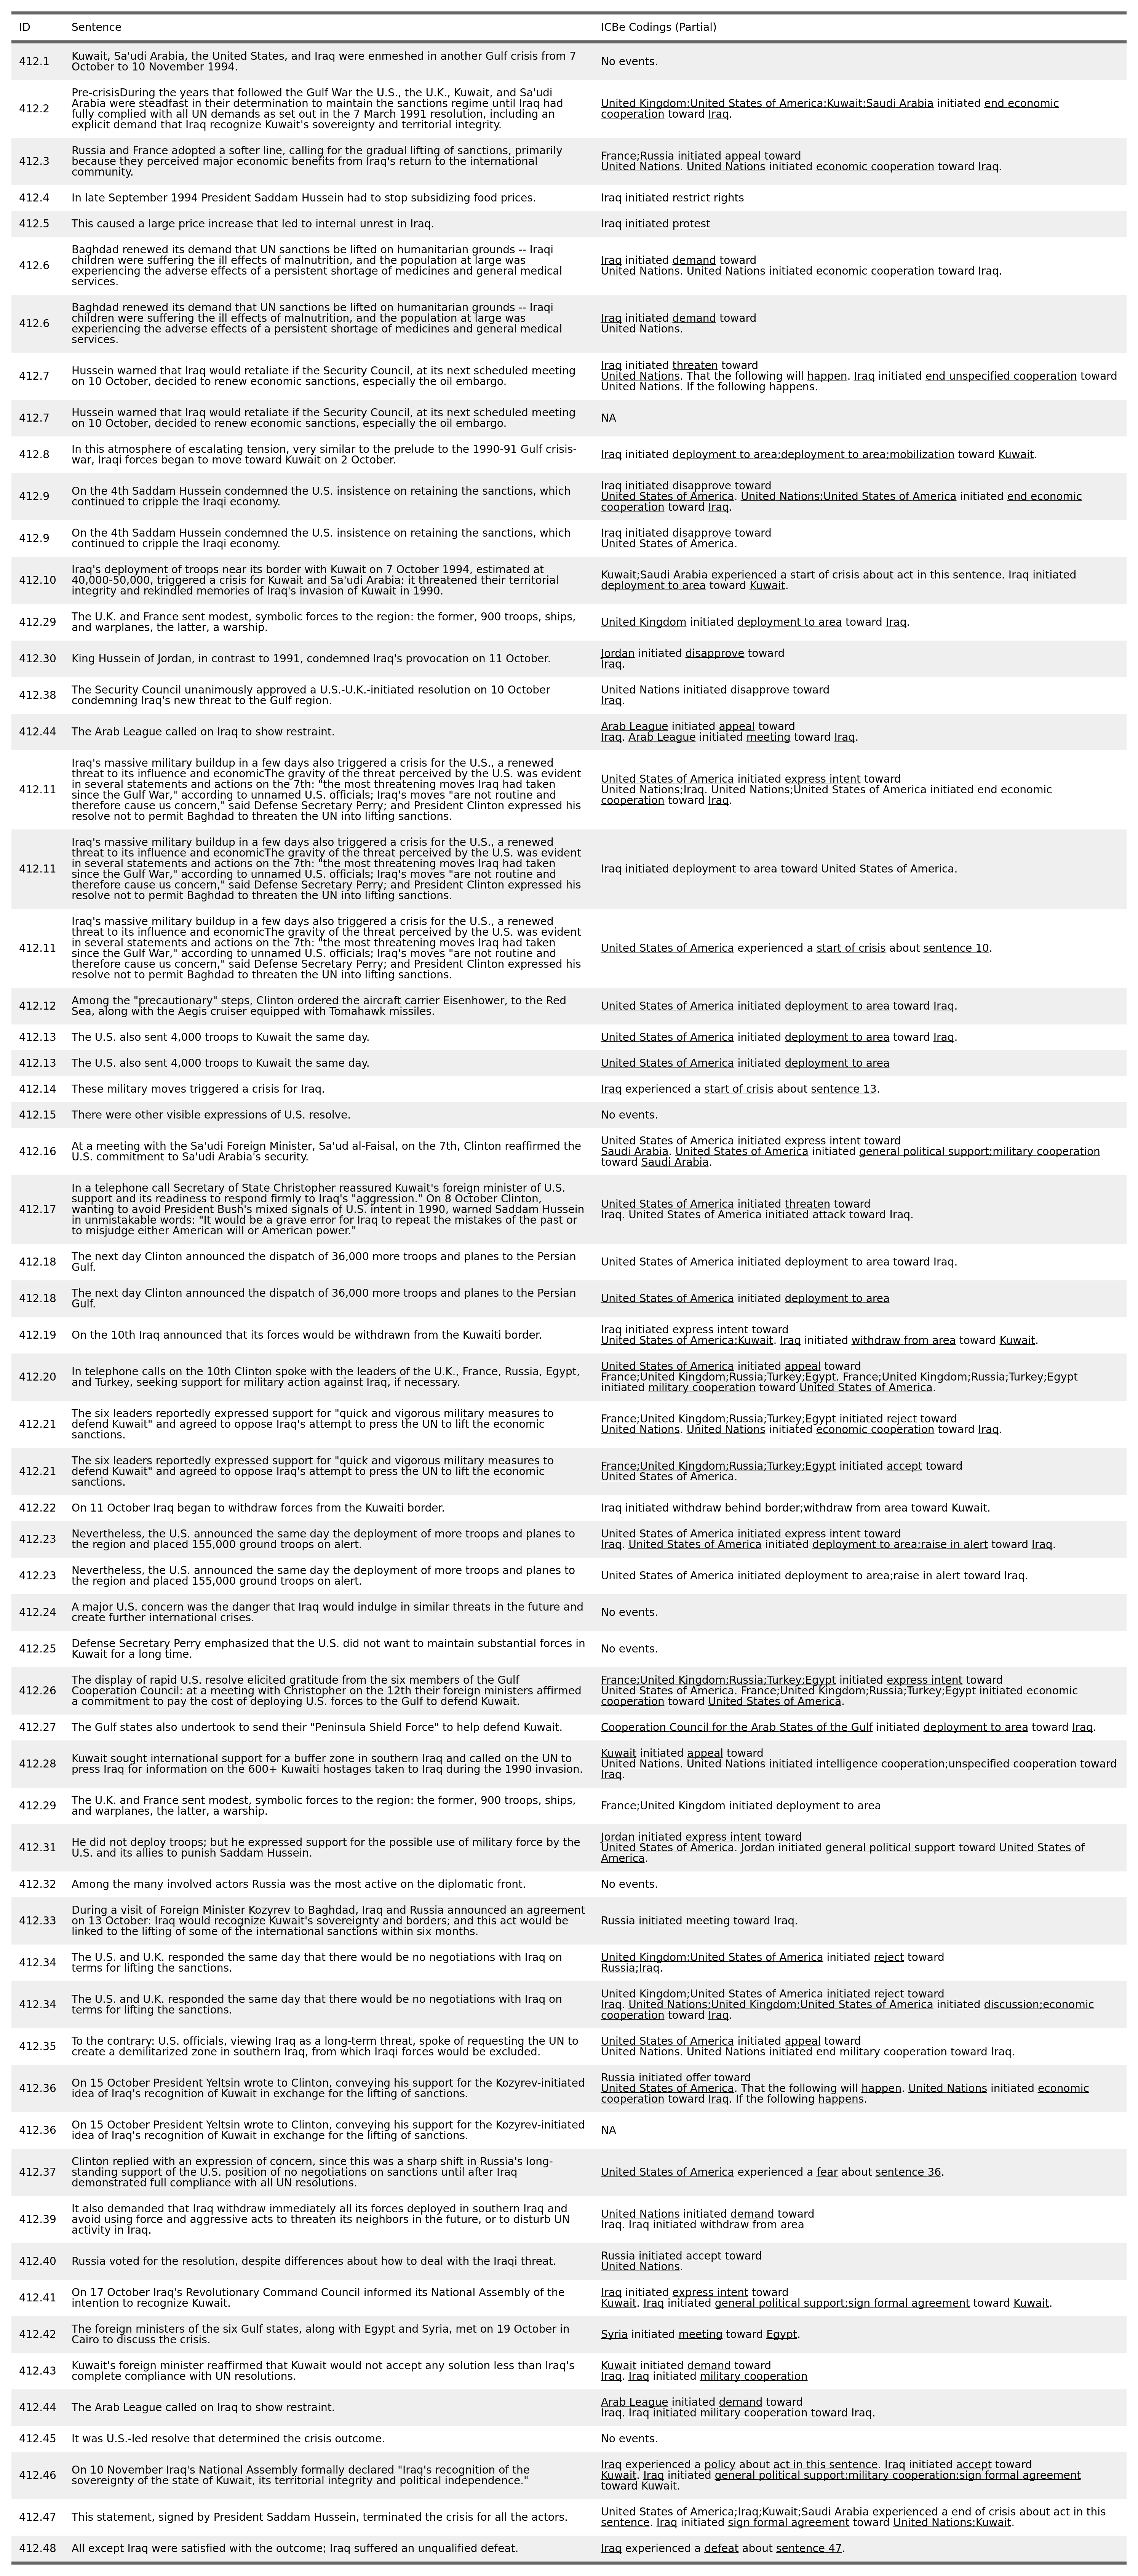 ID Sentence ICBe Codings (Partial)
412.1 Kuwait, Sa'udi Arabia, the United States, and Iraq were enmeshed in another Gulf crisis from 7
October to 10 November 1994.
No events.
412.2 Pre-crisisDuring the years that followed the Gulf War the U.S., the U.K., Kuwait, and Sa'udi
Arabia were steadfast in their determination to maintain the sanctions regime until Iraq had
fully complied with all UN demands as set out in the 7 March 1991 resolution, including an
explicit demand that Iraq recognize Kuwait's sovereignty and territorial integrity.
United Kingdom;United States of America;Kuwait;Saudi Arabia initiated end economic
cooperation toward Iraq.
412.3 Russia and France adopted a softer line, calling for the gradual lifting of sanctions, primarily
because they perceived major economic benefits from Iraq's return to the international
community.
France;Russia initiated appeal toward
United Nations. United Nations initiated economic cooperation toward Iraq.
412.4 In late September 1994 President Saddam Hussein had to stop subsidizing food prices.
Iraq initiated restrict rights
412.5 This caused a large price increase that led to internal unrest in Iraq.
Iraq initiated protest
412.6 Baghdad renewed its demand that UN sanctions be lifted on humanitarian grounds -- Iraqi
children were suffering the ill effects of malnutrition, and the population at large was
experiencing the adverse effects of a persistent shortage of medicines and general medical
services.
Iraq initiated demand toward
United Nations. United Nations initiated economic cooperation toward Iraq.
412.6 Baghdad renewed its demand that UN sanctions be lifted on humanitarian grounds -- Iraqi
children were suffering the ill effects of malnutrition, and the population at large was
experiencing the adverse effects of a persistent shortage of medicines and general medical
services.
Iraq initiated demand toward
United Nations.
412.7 Hussein warned that Iraq would retaliate if the Security Council, at its next scheduled meeting
on 10 October, decided to renew economic sanctions, especially the oil embargo.
Iraq initiated threaten toward
United Nations. That the following will happen. Iraq initiated end unspecified cooperation toward
United Nations. If the following happens.
412.7 Hussein warned that Iraq would retaliate if the Security Council, at its next scheduled meeting
on 10 October, decided to renew economic sanctions, especially the oil embargo.
NA
412.8 In this atmosphere of escalating tension, very similar to the prelude to the 1990-91 Gulf crisis-
war, Iraqi forces began to move toward Kuwait on 2 October.
Iraq initiated deployment to area;deployment to area;mobilization toward Kuwait.
412.9 On the 4th Saddam Hussein condemned the U.S. insistence on retaining the sanctions, which
continued to cripple the Iraqi economy.
Iraq initiated disapprove toward
United States of America. United Nations;United States of America initiated end economic
cooperation toward Iraq.
412.9 On the 4th Saddam Hussein condemned the U.S. insistence on retaining the sanctions, which
continued to cripple the Iraqi economy.
Iraq initiated disapprove toward
United States of America.
412.10 Iraq's deployment of troops near its border with Kuwait on 7 October 1994, estimated at
40,000-50,000, triggered a crisis for Kuwait and Sa'udi Arabia: it threatened their territorial
integrity and rekindled memories of Iraq's invasion of Kuwait in 1990.
Kuwait;Saudi Arabia experienced a start of crisis about act in this sentence. Iraq initiated
deployment to area toward Kuwait.
412.29 The U.K. and France sent modest, symbolic forces to the region: the former, 900 troops, ships,
and warplanes, the latter, a warship.
United Kingdom initiated deployment to area toward Iraq.
412.30 King Hussein of Jordan, in contrast to 1991, condemned Iraq's provocation on 11 October.
Jordan initiated disapprove toward
Iraq.
412.38 The Security Council unanimously approved a U.S.-U.K.-initiated resolution on 10 October
condemning Iraq's new threat to the Gulf region.
United Nations initiated disapprove toward
Iraq.
412.44 The Arab League called on Iraq to show restraint.
Arab League initiated appeal toward
Iraq. Arab League initiated meeting toward Iraq.
412.11 Iraq's massive military buildup in a few days also triggered a crisis for the U.S., a renewed
threat to its influence and economicThe gravity of the threat perceived by the U.S. was evident
in several statements and actions on the 7th: "the most threatening moves Iraq had taken
since the Gulf War," according to unnamed U.S. officials; Iraq's moves "are not routine and
therefore cause us concern," said Defense Secretary Perry; and President Clinton expressed his
resolve not to permit Baghdad to threaten the UN into lifting sanctions.
United States of America initiated express intent toward
United Nations;Iraq. United Nations;United States of America initiated end economic
cooperation toward Iraq.
412.11 Iraq's massive military buildup in a few days also triggered a crisis for the U.S., a renewed
threat to its influence and economicThe gravity of the threat perceived by the U.S. was evident
in several statements and actions on the 7th: "the most threatening moves Iraq had taken
since the Gulf War," according to unnamed U.S. officials; Iraq's moves "are not routine and
therefore cause us concern," said Defense Secretary Perry; and President Clinton expressed his
resolve not to permit Baghdad to threaten the UN into lifting sanctions.
Iraq initiated deployment to area toward United States of America.
412.11 Iraq's massive military buildup in a few days also triggered a crisis for the U.S., a renewed
threat to its influence and economicThe gravity of the threat perceived by the U.S. was evident
in several statements and actions on the 7th: "the most threatening moves Iraq had taken
since the Gulf War," according to unnamed U.S. officials; Iraq's moves "are not routine and
therefore cause us concern," said Defense Secretary Perry; and President Clinton expressed his
resolve not to permit Baghdad to threaten the UN into lifting sanctions.
United States of America experienced a start of crisis about sentence 10.
412.12 Among the "precautionary" steps, Clinton ordered the aircraft carrier Eisenhower, to the Red
Sea, along with the Aegis cruiser equipped with Tomahawk missiles.
United States of America initiated deployment to area toward Iraq.
412.13 The U.S. also sent 4,000 troops to Kuwait the same day.
United States of America initiated deployment to area toward Iraq.
412.13 The U.S. also sent 4,000 troops to Kuwait the same day.
United States of America initiated deployment to area
412.14 These military moves triggered a crisis for Iraq.
Iraq experienced a start of crisis about sentence 13.
412.15 There were other visible expressions of U.S. resolve.
No events.
412.16 At a meeting with the Sa'udi Foreign Minister, Sa'ud al-Faisal, on the 7th, Clinton reaffirmed the
U.S. commitment to Sa'udi Arabia's security.
United States of America initiated express intent toward
Saudi Arabia. United States of America initiated general political support;military cooperation
toward Saudi Arabia.
412.17 In a telephone call Secretary of State Christopher reassured Kuwait's foreign minister of U.S.
support and its readiness to respond firmly to Iraq's "aggression." On 8 October Clinton,
wanting to avoid President Bush's mixed signals of U.S. intent in 1990, warned Saddam Hussein
in unmistakable words: "It would be a grave error for Iraq to repeat the mistakes of the past or
to misjudge either American will or American power."
United States of America initiated threaten toward
Iraq. United States of America initiated attack toward Iraq.
412.18 The next day Clinton announced the dispatch of 36,000 more troops and planes to the Persian
Gulf.
United States of America initiated deployment to area toward Iraq.
412.18 The next day Clinton announced the dispatch of 36,000 more troops and planes to the Persian
Gulf.
United States of America initiated deployment to area
412.19 On the 10th Iraq announced that its forces would be withdrawn from the Kuwaiti border.
Iraq initiated express intent toward
United States of America;Kuwait. Iraq initiated withdraw from area toward Kuwait.
412.20 In telephone calls on the 10th Clinton spoke with the leaders of the U.K., France, Russia, Egypt,
and Turkey, seeking support for military action against Iraq, if necessary.
United States of America initiated appeal toward
France;United Kingdom;Russia;Turkey;Egypt. France;United Kingdom;Russia;Turkey;Egypt
initiated military cooperation toward United States of America.
412.21 The six leaders reportedly expressed support for "quick and vigorous military measures to
defend Kuwait" and agreed to oppose Iraq's attempt to press the UN to lift the economic
sanctions.
France;United Kingdom;Russia;Turkey;Egypt initiated reject toward
United Nations. United Nations initiated economic cooperation toward Iraq.
412.21 The six leaders reportedly expressed support for "quick and vigorous military measures to
defend Kuwait" and agreed to oppose Iraq's attempt to press the UN to lift the economic
sanctions.
France;United Kingdom;Russia;Turkey;Egypt initiated accept toward
United States of America.
412.22 On 11 October Iraq began to withdraw forces from the Kuwaiti border.
Iraq initiated withdraw behind border;withdraw from area toward Kuwait.
412.23 Nevertheless, the U.S. announced the same day the deployment of more troops and planes to
the region and placed 155,000 ground troops on alert.
United States of America initiated express intent toward
Iraq. United States of America initiated deployment to area;raise in alert toward Iraq.
412.23 Nevertheless, the U.S. announced the same day the deployment of more troops and planes to
the region and placed 155,000 ground troops on alert.
United States of America initiated deployment to area;raise in alert toward Iraq.
412.24 A major U.S. concern was the danger that Iraq would indulge in similar threats in the future and
create further international crises.
No events.
412.25 Defense Secretary Perry emphasized that the U.S. did not want to maintain substantial forces in
Kuwait for a long time.
No events.
412.26 The display of rapid U.S. resolve elicited gratitude from the six members of the Gulf
Cooperation Council: at a meeting with Christopher on the 12th their foreign ministers affirmed
a commitment to pay the cost of deploying U.S. forces to the Gulf to defend Kuwait.
France;United Kingdom;Russia;Turkey;Egypt initiated express intent toward
United States of America. France;United Kingdom;Russia;Turkey;Egypt initiated economic
cooperation toward United States of America.
412.27 The Gulf states also undertook to send their "Peninsula Shield Force" to help defend Kuwait.
Cooperation Council for the Arab States of the Gulf initiated deployment to area toward Iraq.
412.28 Kuwait sought international support for a buffer zone in southern Iraq and called on the UN to
press Iraq for information on the 600+ Kuwaiti hostages taken to Iraq during the 1990 invasion.
Kuwait initiated appeal toward
United Nations. United Nations initiated intelligence cooperation;unspecified cooperation toward
Iraq.
412.29 The U.K. and France sent modest, symbolic forces to the region: the former, 900 troops, ships,
and warplanes, the latter, a warship.
France;United Kingdom initiated deployment to area
412.31 He did not deploy troops; but he expressed support for the possible use of military force by the
U.S. and its allies to punish Saddam Hussein.
Jordan initiated express intent toward
United States of America. Jordan initiated general political support toward United States of
America.
412.32 Among the many involved actors Russia was the most active on the diplomatic front.
No events.
412.33 During a visit of Foreign Minister Kozyrev to Baghdad, Iraq and Russia announced an agreement
on 13 October: Iraq would recognize Kuwait's sovereignty and borders; and this act would be
linked to the lifting of some of the international sanctions within six months.
Russia initiated meeting toward Iraq.
412.34 The U.S. and U.K. responded the same day that there would be no negotiations with Iraq on
terms for lifting the sanctions.
United Kingdom;United States of America initiated reject toward
Russia;Iraq.
412.34 The U.S. and U.K. responded the same day that there would be no negotiations with Iraq on
terms for lifting the sanctions.
United Kingdom;United States of America initiated reject toward
Iraq. United Nations;United Kingdom;United States of America initiated discussion;economic
cooperation toward Iraq.
412.35 To the contrary: U.S. officials, viewing Iraq as a long-term threat, spoke of requesting the UN to
create a demilitarized zone in southern Iraq, from which Iraqi forces would be excluded.
United States of America initiated appeal toward
United Nations. United Nations initiated end military cooperation toward Iraq.
412.36 On 15 October President Yeltsin wrote to Clinton, conveying his support for the Kozyrev-initiated
idea of Iraq's recognition of Kuwait in exchange for the lifting of sanctions.
Russia initiated offer toward
United States of America. That the following will happen. United Nations initiated economic
cooperation toward Iraq. If the following happens.
412.36 On 15 October President Yeltsin wrote to Clinton, conveying his support for the Kozyrev-initiated
idea of Iraq's recognition of Kuwait in exchange for the lifting of sanctions.
NA
412.37 Clinton replied with an expression of concern, since this was a sharp shift in Russia's long-
standing support of the U.S. position of no negotiations on sanctions until after Iraq
demonstrated full compliance with all UN resolutions.
United States of America experienced a fear about sentence 36.
412.39 It also demanded that Iraq withdraw immediately all its forces deployed in southern Iraq and
avoid using force and aggressive acts to threaten its neighbors in the future, or to disturb UN
activity in Iraq.
United Nations initiated demand toward
Iraq. Iraq initiated withdraw from area
412.40 Russia voted for the resolution, despite differences about how to deal with the Iraqi threat.
Russia initiated accept toward
United Nations.
412.41 On 17 October Iraq's Revolutionary Command Council informed its National Assembly of the
intention to recognize Kuwait.
Iraq initiated express intent toward
Kuwait. Iraq initiated general political support;sign formal agreement toward Kuwait.
412.42 The foreign ministers of the six Gulf states, along with Egypt and Syria, met on 19 October in
Cairo to discuss the crisis.
Syria initiated meeting toward Egypt.
412.43 Kuwait's foreign minister reaffirmed that Kuwait would not accept any solution less than Iraq's
complete compliance with UN resolutions.
Kuwait initiated demand toward
Iraq. Iraq initiated military cooperation
412.44 The Arab League called on Iraq to show restraint.
Arab League initiated demand toward
Iraq. Iraq initiated military cooperation toward Iraq.
412.45 It was U.S.-led resolve that determined the crisis outcome.
No events.
412.46 On 10 November Iraq's National Assembly formally declared "Iraq's recognition of the
sovereignty of the state of Kuwait, its territorial integrity and political independence."
Iraq experienced a policy about act in this sentence. Iraq initiated accept toward
Kuwait. Iraq initiated general political support;military cooperation;sign formal agreement
toward Kuwait.
412.47 This statement, signed by President Saddam Hussein, terminated the crisis for all the actors.
United States of America;Iraq;Kuwait;Saudi Arabia experienced a end of crisis about act in this
sentence. Iraq initiated sign formal agreement toward United Nations;Kuwait.
412.48 All except Iraq were satisfied with the outcome; Iraq suffered an unqualified defeat.
Iraq experienced a defeat about sentence 47.